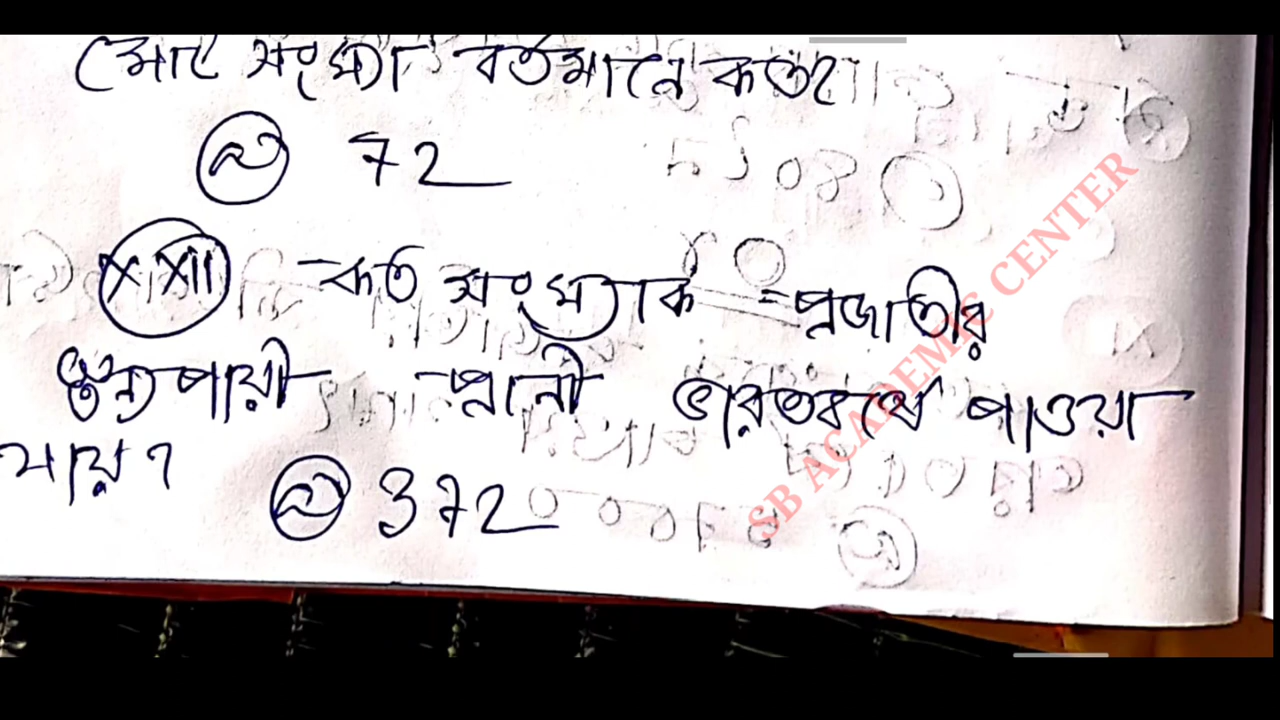 মোট সংখ্যা বর্তমানে কত?
72
XXII কত সংখ্যক প্রজাতীর
স্তন্যপায়ী প্রানী ভারতবর্ষে পাওয়া
যায়?
372
SB ACADEMIC CENTER